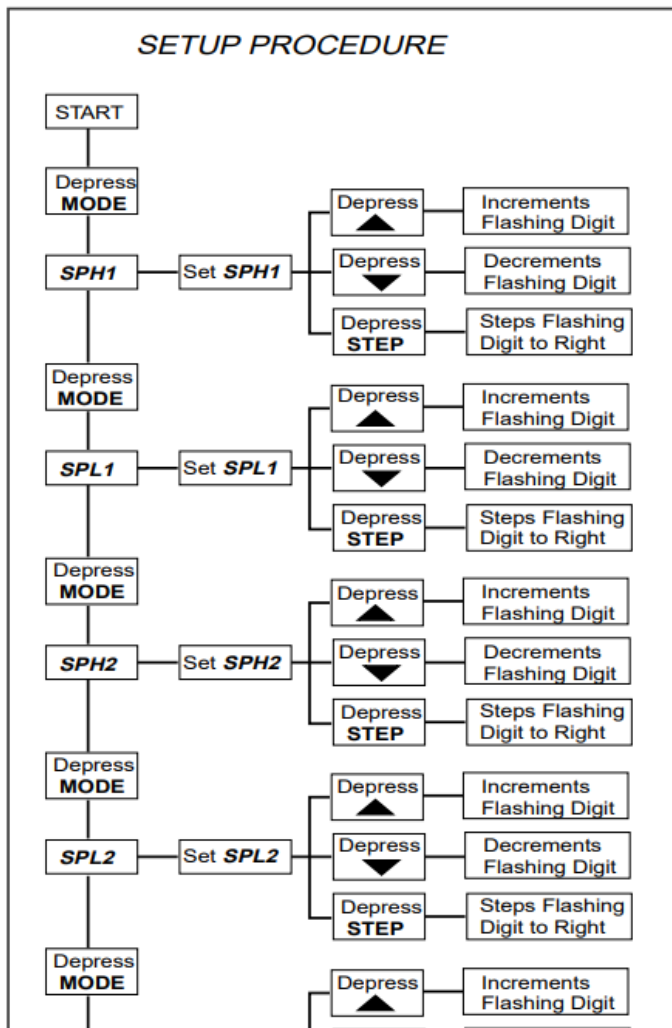 SETUP PROCEDURE
START
Depress
MODE
SPH1
Set SPH1
Depress
Increments
Flashing Digit
Depress
Decrements
Flashing Digit
Depress
STEP
Steps Flashing
Digit to Right
Depress
MODE
SPL1
Set SPL1
Depress
Increments
Flashing Digit
Depress
Decrements
Flashing Digit
Depress
STEP
Steps Flashing
Digit to Right
Depress
MODE
SPH2
Set SPH2
Depress
Increments
Flashing Digit
Depress
Decrements
Flashing Digit
Depress
STEP
Steps Flashing
Digit to Right
Depress
MODE
SPL2
Set SPL2
Depress
Increments
Flashing Digit
Depress
Decrements
Flashing Digit
Depress
STEP
Steps Flashing
Digit to Right
Depress
MODE
Depress
Increments
Flashing Digit